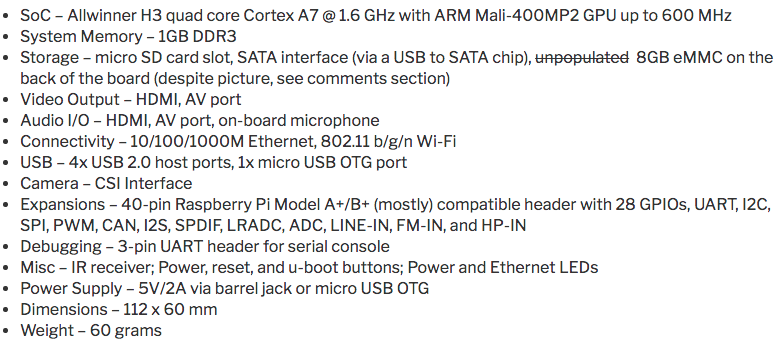 • SoC – Allwinner H3 quad core Cortex A7 @ 1.6 GHz with ARM Mali-400MP2 GPU up to 600 MHz
• System Memory – 1GB DDR3
• Storage – micro SD card slot, SATA interface (via a USB to SATA chip), unpopulated 8GB eMMC on the
back of the board (despite picture, see comments section)
• Video Output – HDMI, AV port
• Audio I/O – HDMI, AV port, on-board microphone
• Connectivity – 10/100/1000M Ethernet, 802.11 b/g/n Wi-Fi
• USB – 4x USB 2.0 host ports, 1x micro USB OTG port
• Camera – CSI Interface
• Expansions – 40-pin Raspberry Pi Model A+/B+ (mostly) compatible header with 28 GPIOs, UART, I2C,
SPI, PWM, CAN, I2S, SPDIF, LRADC, ADC, LINE-IN, FM-IN, and HP-IN
• Debugging – 3-pin UART header for serial console
• Misc – IR receiver; Power, reset, and u-boot buttons; Power and Ethernet LEDs
• Power Supply – 5V/2A via barrel jack or micro USB OTG
• Dimensions – 112 x 60 mm
• Weight – 60 grams